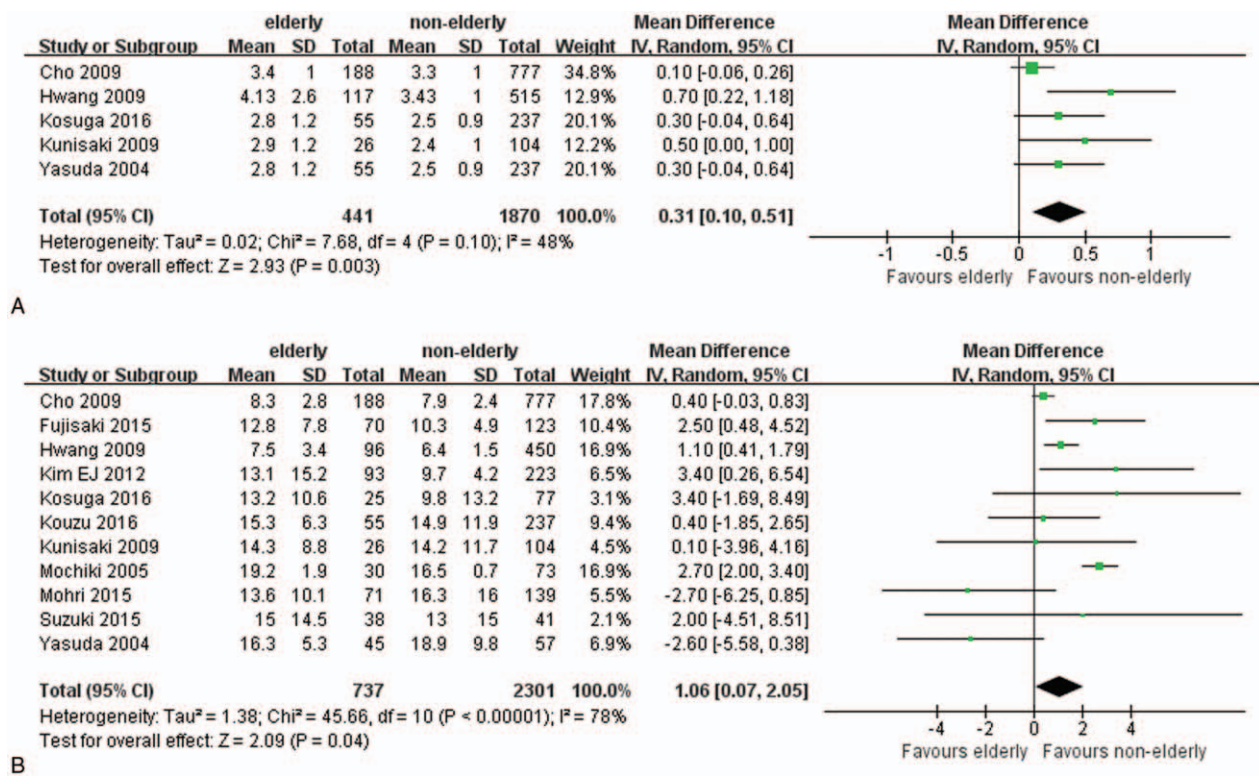 elderly non-elderly Mean Difference Mean Difference
Study or Subgroup Mean SD Total Mean SD Total Weight IV, Random, 95% CI IV, Random, 95% CI
Cho 2009 3.4 1 188 3.3 1 777 34.8% 0.10 [-0.06, 0.26]
Hwang 2009 4.13 2.6 117 3.43 1 515 12.9% 0.70 [0.22, 1.18]
Kosuga 2016 2.8 1.2 55 2.5 0.9 237 20.1% 0.30 [-0.04, 0.64]
Kunisaki 2009 2.9 1.2 26 2.4 1 104 12.2% 0.50 [0.00, 1.00]
Yasuda 2004 2.8 1.2 55 2.5 0.9 237 20.1% 0.30 [-0.04, 0.64]
Total (95% CI) 441 1870 100.0% 0.31 [0.10, 0.51]
Heterogeneity: Tau² = 0.02; Chi² = 7.68, df = 4 (P = 0.10); I² = 48%
Test for overall effect: Z = 2.93 (P = 0.003)
-1 -0.5 0 0.5 1
Favours elderly Favours non-elderly
A
elderly non-elderly Mean Difference Mean Difference
Study or Subgroup Mean SD Total Mean SD Total Weight IV, Random, 95% CI IV, Random, 95% CI
Cho 2009 8.3 2.8 188 7.9 2.4 777 17.8% 0.40 [-0.03, 0.83]
Fujisaki 2015 12.8 7.8 70 10.3 4.9 123 10.4% 2.50 [0.48, 4.52]
Hwang 2009 7.5 3.4 96 6.4 1.5 450 16.9% 1.10 [0.41, 1.79]
Kim EJ 2012 13.1 15.2 93 9.7 4.2 223 6.5% 3.40 [0.26, 6.54]
Kosuga 2016 13.2 10.6 25 9.8 13.2 77 3.1% 3.40 [-1.69, 8.49]
Kouzu 2016 15.3 6.3 55 14.9 11.9 237 9.4% 0.40 [-1.85, 2.65]
Kunisaki 2009 14.3 8.8 26 14.2 11.7 104 4.5% 0.10 [-3.96, 4.16]
Mochiki 2005 19.2 1.9 30 16.5 0.7 73 16.9% 2.70 [2.00, 3.40]
Mohri 2015 13.6 10.1 71 16.3 16 139 5.5% -2.70 [-6.25, 0.85]
Suzuki 2015 15 14.5 38 13 15 41 2.1% 2.00 [-4.51, 8.51]
Yasuda 2004 16.3 5.3 45 18.9 9.8 57 6.9% -2.60 [-5.58, 0.38]
Total (95% CI) 737 2301 100.0% 1.06 [0.07, 2.05]
Heterogeneity: Tau² = 1.38; Chi² = 45.66, df = 10 (P < 0.00001); I² = 78%
Test for overall effect: Z = 2.09 (P = 0.04)
-4 -2 0 2 4
Favours elderly Favours non-elderly
B